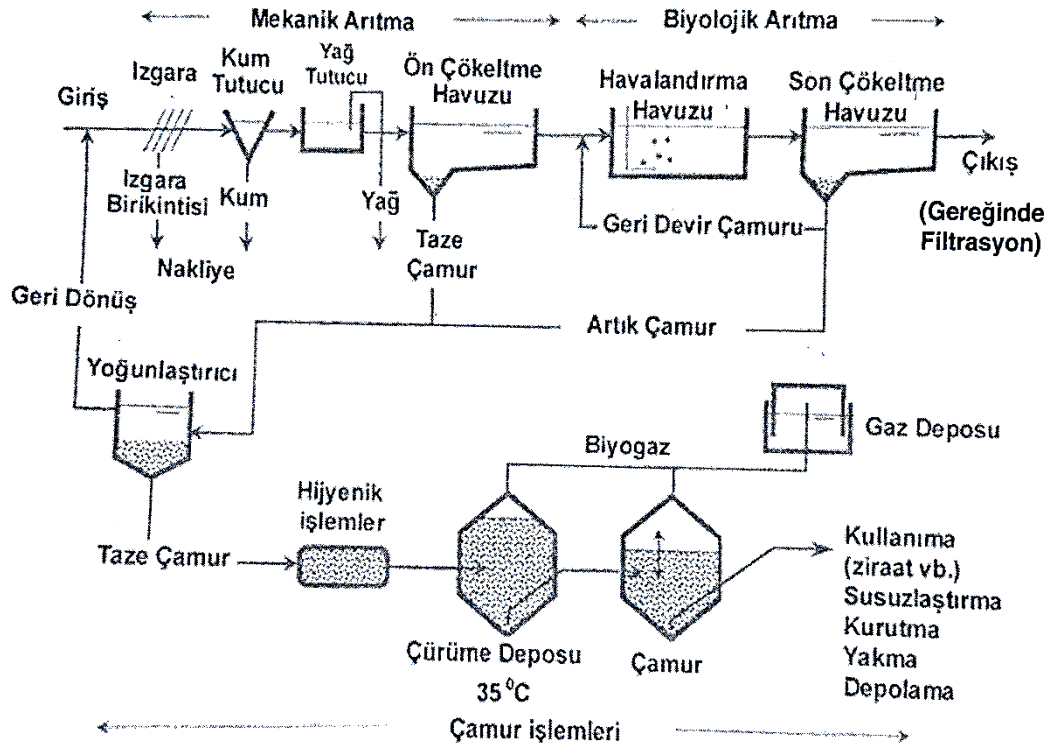 Mekanik Arıtma
Biyolojik Arıtma
Giriş
Izgara
Kum
Tutucu
Yağ
Tutucu
Ön Çökeltme
Havuzu
Havalandırma
Havuzu
Son Çökeltme
Havuzu
Çıkış
(Gereğinde
Filtrasyon)
Izgara
Birikintisi
Kum
Yağ
Taze
Çamur
Geri Devir Çamuru
Nakliye
Geri Dönüş
Artık Çamur
Yoğunlaştırıcı
Gaz Deposu
Biyogaz
Hijyenik
işlemler
Taze Çamur
Çürüme Deposu
35 ⁰C
Çamur
Kullanıma
(ziraat vb.)
Susuzlaştırma
Kurutma
Yakma
Depolama
Çamur işlemleri